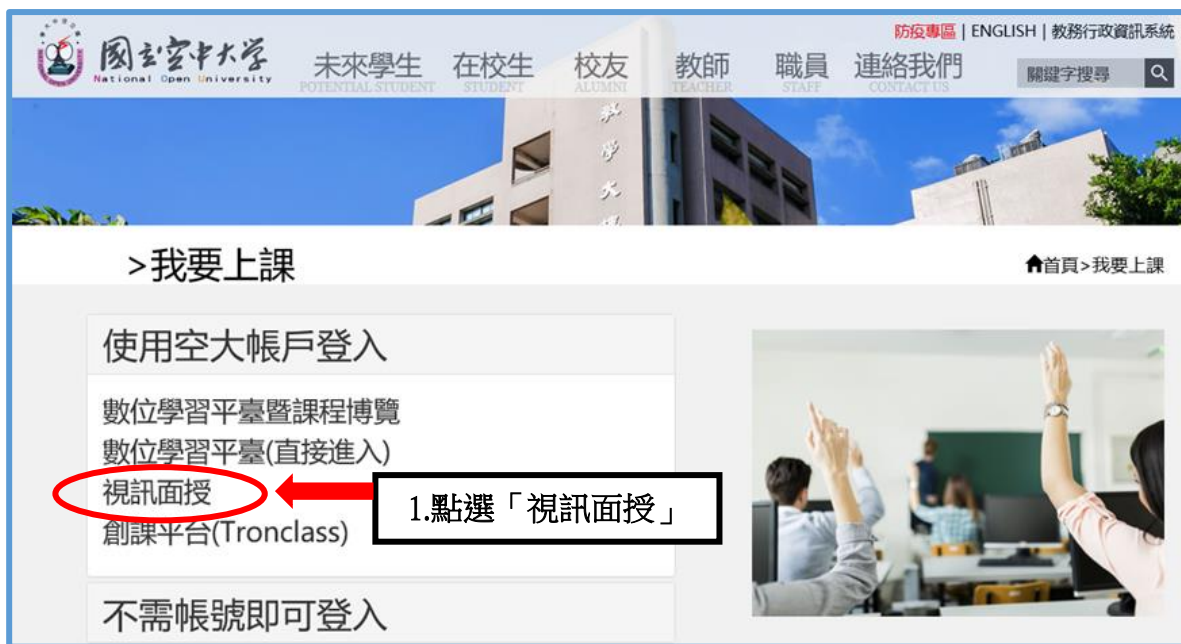 防疫專區 | ENGLISH | 教務行政資訊系統
國立空中大學
National Open University
未來學生 在校生 校友 教師 職員 連絡我們
POTENTIAL STUDENT STUDENT ALUMNI TEACHER STAFF CONTACT US
關鍵字搜尋
教
學
大
樓
>我要上課
首頁>我要上課
使用空大帳戶登入
數位學習平臺暨課程博覽
數位學習平臺(直接進入)
視訊面授
1.點選「視訊面授」
創課平台(Tronclass)
不需帳號即可登入